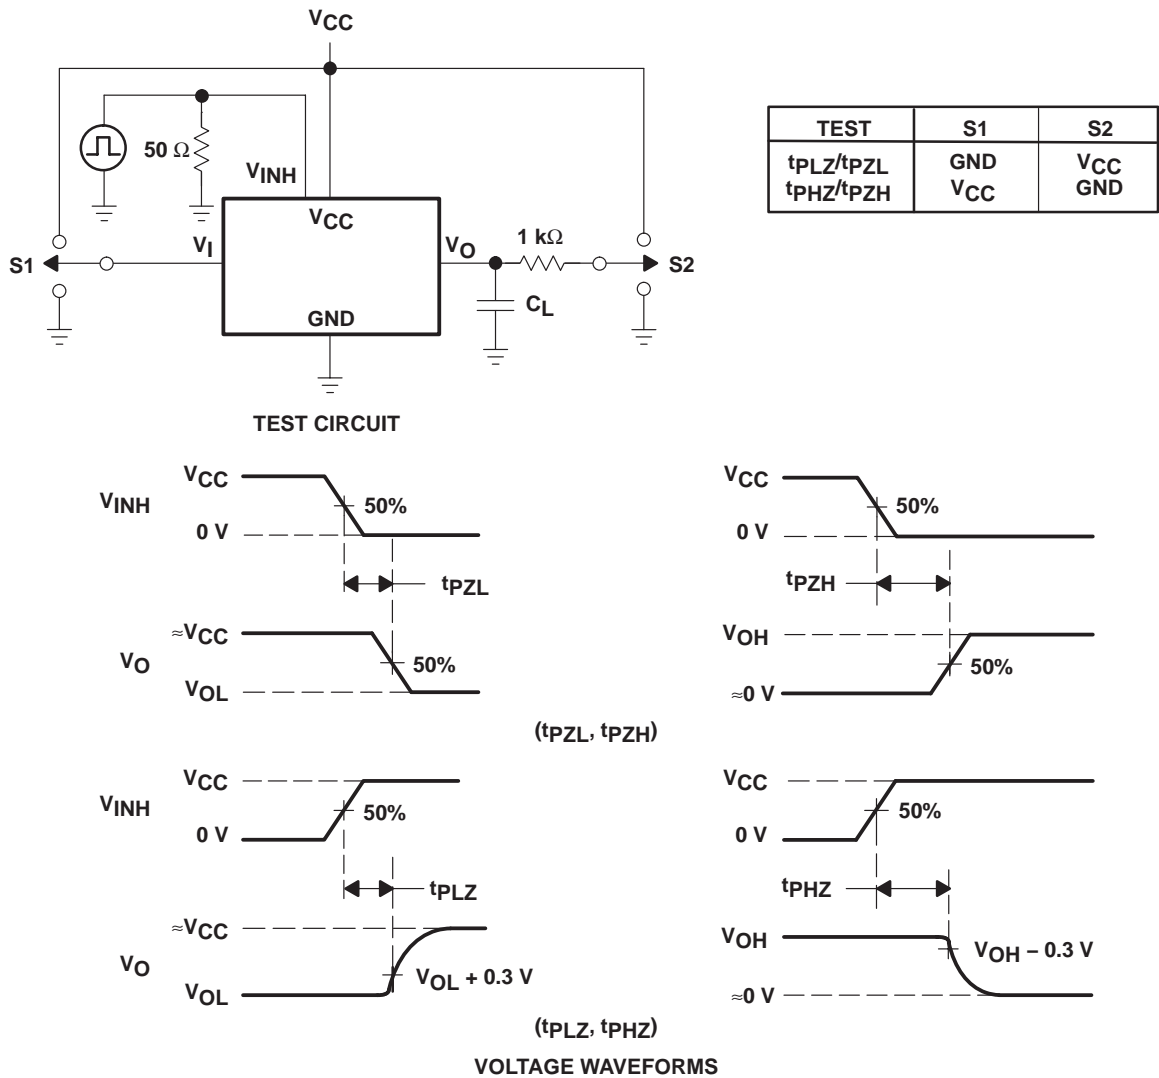 VCC
50 Ω
VINH
VCC
S1
VI
VO
1 kΩ
S2
CL
GND
TEST CIRCUIT
TEST S1 S2
tPLZ/tPZL GND VCC
tPHZ/tPZH VCC GND
VINH
VCC
50%
0 V
tPZL
VO
≈VCC
50%
VOL
VCC
50%
0 V
tPZH
VOH
50%
≈0 V
(tPZL, tPZH)
VINH
VCC
50%
0 V
tPLZ
VO
≈VCC
VOL + 0.3 V
VOL
VCC
50%
0 V
tPHZ
VOH
VOH − 0.3 V
≈0 V
(tPLZ, tPHZ)
VOLTAGE WAVEFORMS